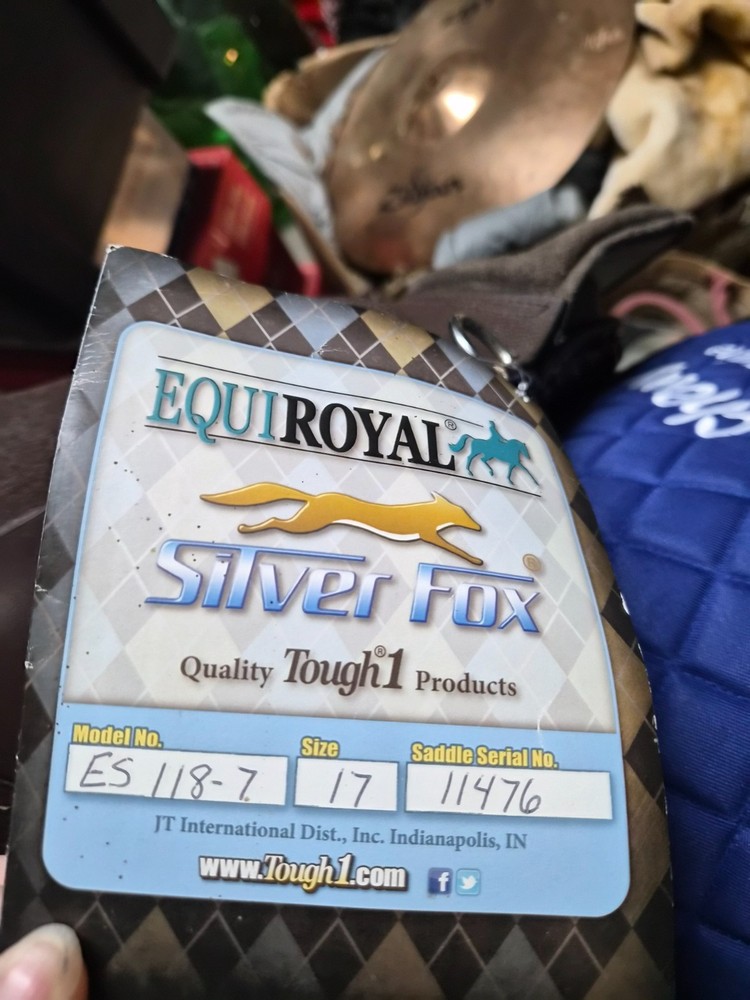 EQUIROYAL®
Silver Fox®
Quality Tough®1 Products
Model No. Size Saddle Serial No.
ES 118-7 17 11476
JT International Dist., Inc. Indianapolis, IN
www.Tough1.com f